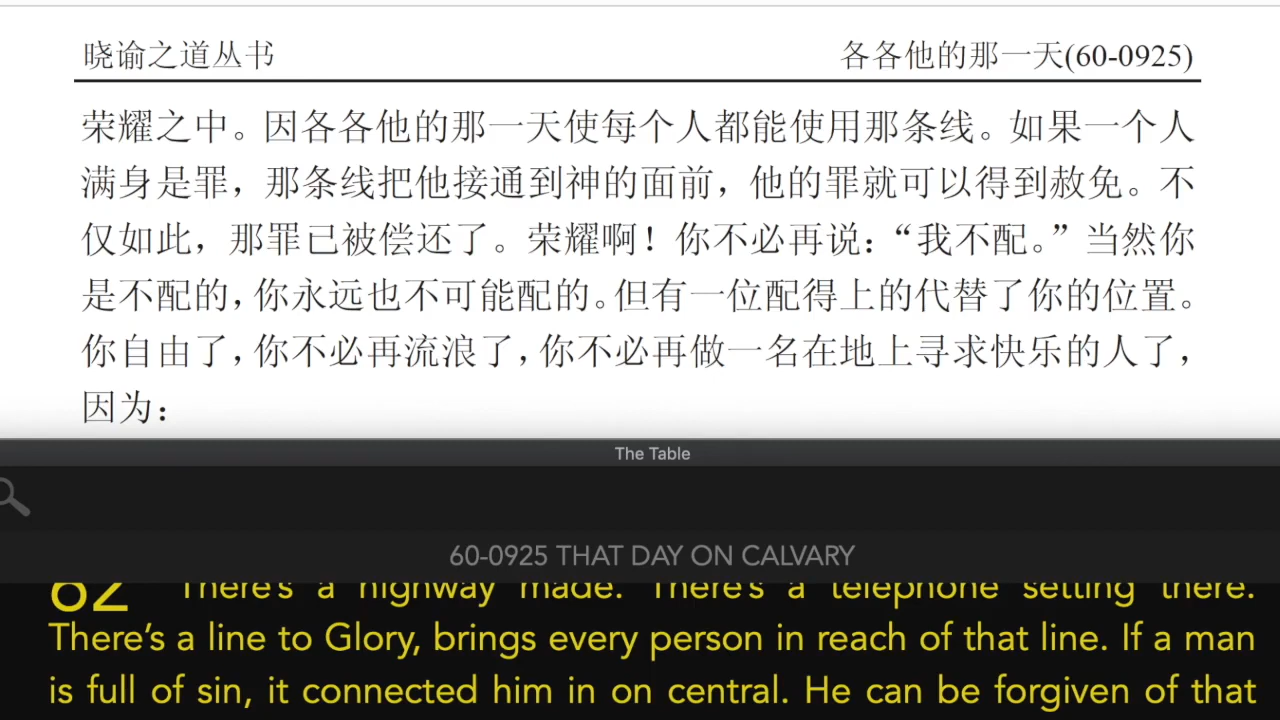 晓谕之道丛书
各各他的那一天(60-0925)
荣耀之中。因各各他的那一天使每个人都能使用那条线。如果一个人
满身是罪，那条线把他接通到神的面前，他的罪就可以得到赦免。不
仅如此，那罪已被偿还了。荣耀啊！你不必再说：“我不配。”当然你
是不配的，你永远也不可能配的。但有一位配得上的代替了你的位置。
你自由了，你不必再流浪了，你不必再做一名在地上寻求快乐的人了，
因为：
The Table
60-0925 THAT DAY ON CALVARY
62 There's a highway made. There's a telephone setting there.
There’s a line to Glory, brings every person in reach of that line. If a man
is full of sin, it connected him in on central. He can be forgiven of that